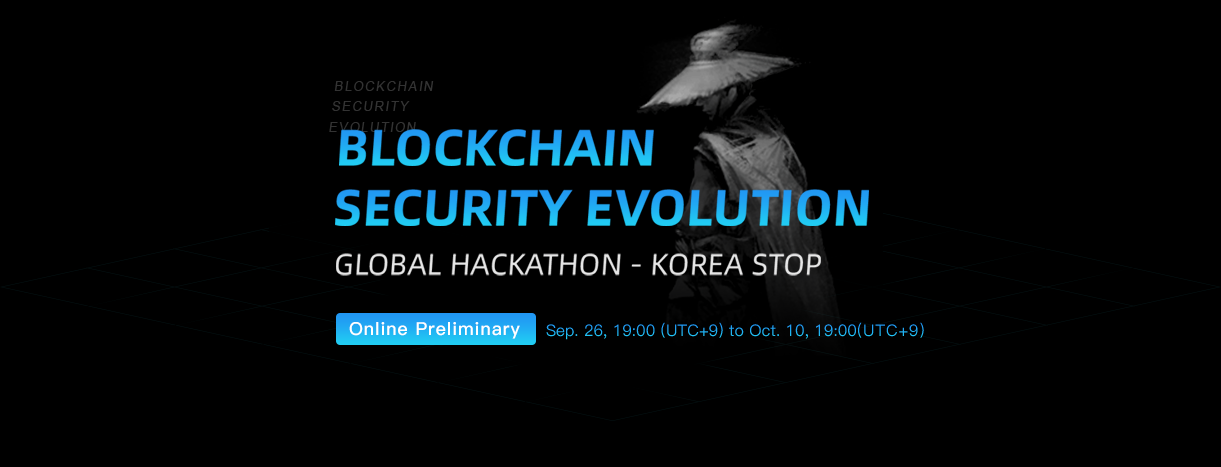 BLOCKCHAIN
SECURITY
EVOLUTION
BLOCKCHAIN
SECURITY EVOLUTION
GLOBAL HACKATHON - KOREA STOP
Online Preliminary Sep. 26, 19:00 (UTC+9) to Oct. 10, 19:00(UTC+9)